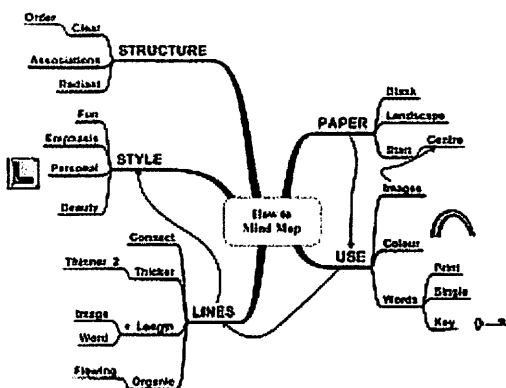 How to
Mind Map
STRUCTURE
Order
Clear
Associations
Radiant
STYLE
Fun
Emphasis
Personal
Beauty
LINES
Connect
Thinner 2
Thicker
Image
Word
= Length
Flowing
Organic
PAPER
Blank
Landscape
Start
Centre
USE
Images
Colour
Words
Print
Single
Key